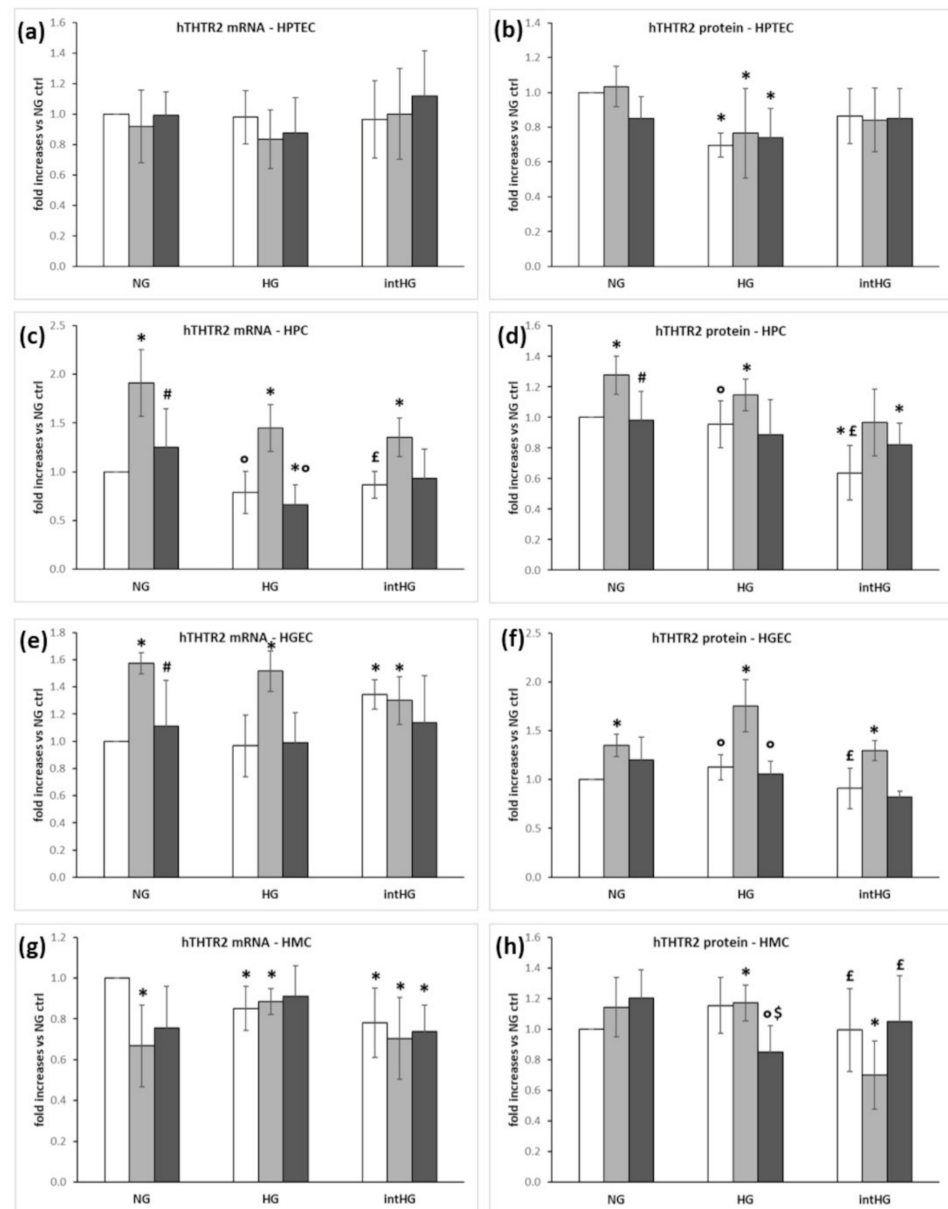 (a) hTHTR2 mRNA - HPTEC
fold increases vs NG ctrl
1.6
1.4
1.2
1.0
0.8
0.6
0.4
0.2
0.0
NG HG intHG
(b) hTHTR2 protein - HPTEC
fold increases vs NG ctrl
1.4
1.2
1.0
0.8
0.6
0.4
0.2
0.0
* * *
NG HG intHG
(c) hTHTR2 mRNA - HPC
fold increases vs NG ctrl
2.5
2.0
1.5
1.0
0.5
0.0
* # o * *o £ *
NG HG intHG
(d) hTHTR2 protein - HPC
fold increases vs NG ctrl
1.6
1.4
1.2
1.0
0.8
0.6
0.4
0.2
0.0
* # o * *£ *
NG HG intHG
(e) hTHTR2 mRNA - HGEC
fold increases vs NG ctrl
1.8
1.6
1.4
1.2
1.0
0.8
0.6
0.4
0.2
0.0
* # * * *
NG HG intHG
(f) hTHTR2 protein - HGEC
fold increases vs NG ctrl
2.5
2.0
1.5
1.0
0.5
0.0
* o * o £ *
NG HG intHG
(g) hTHTR2 mRNA - HMC
fold increases vs NG ctrl
1.2
1.0
0.8
0.6
0.4
0.2
0.0
* * * * * *
NG HG intHG
(h) hTHTR2 protein - HMC
fold increases vs NG ctrl
1.6
1.4
1.2
1.0
0.8
0.6
0.4
0.2
0.0
* o$ £ * £
NG HG intHG